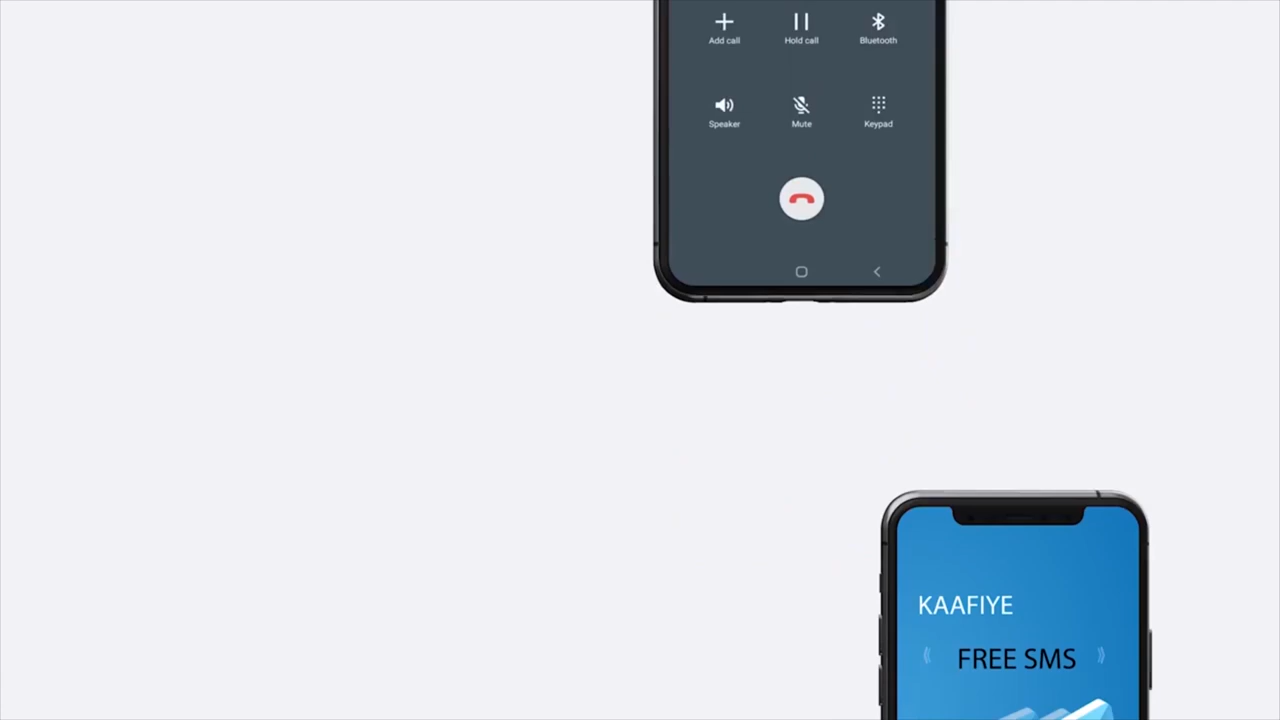 Add call Hold call Bluetooth
Speaker Mute Keypad
KAAFIYE
FREE SMS